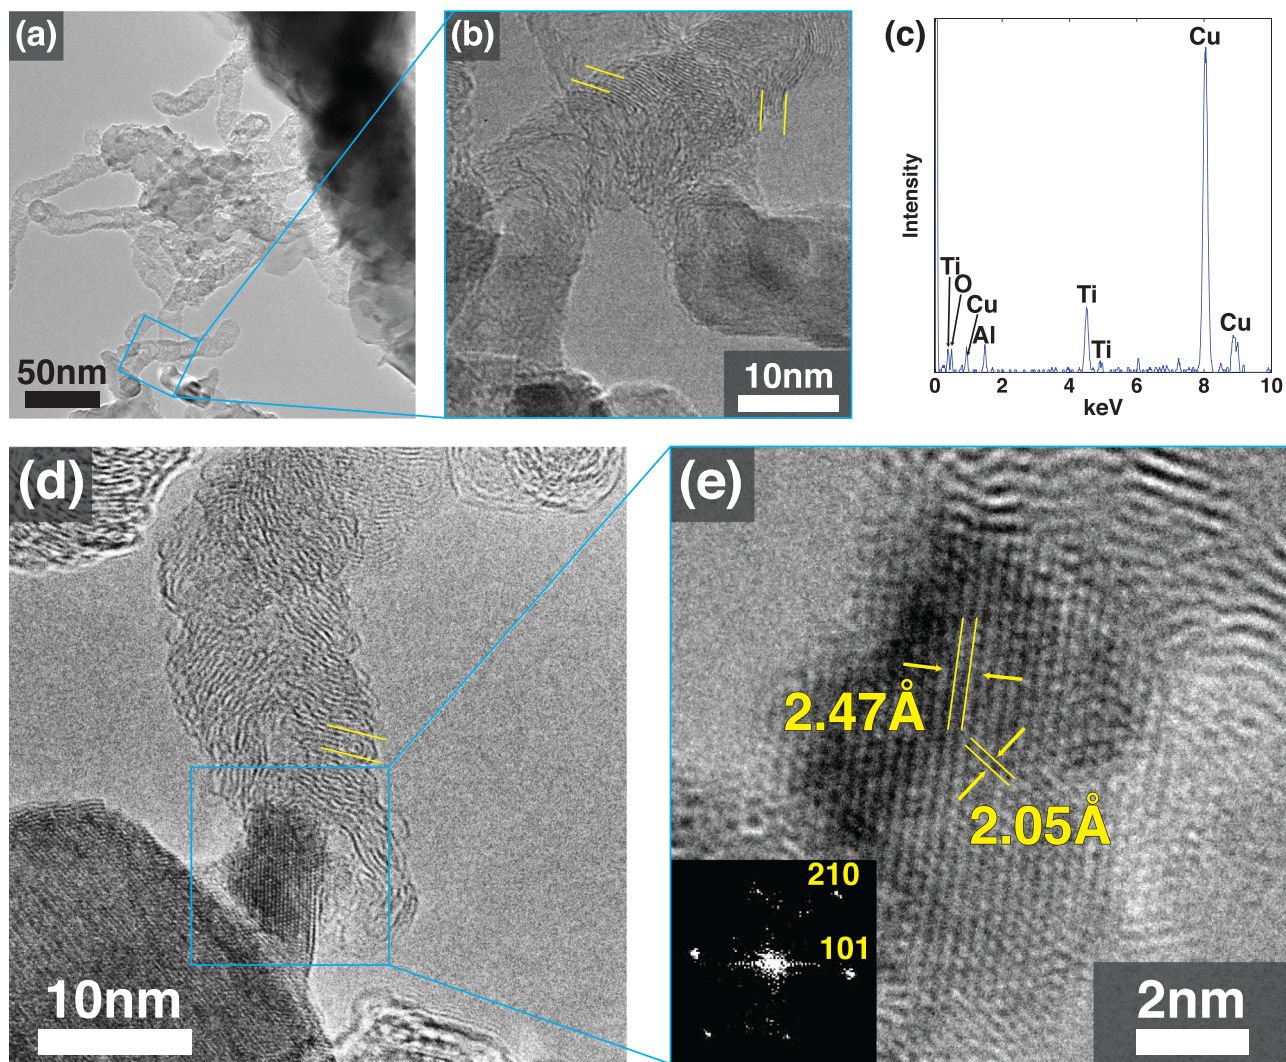 (a)
50nm
(b)
10nm
(c)
Intensity
Cu
Ti
O
Cu
Al
Ti
Ti
Cu
0 2 4 6 8 10
keV
(d)
10nm
(e)
2.47Å
2.05Å
210
101
2nm